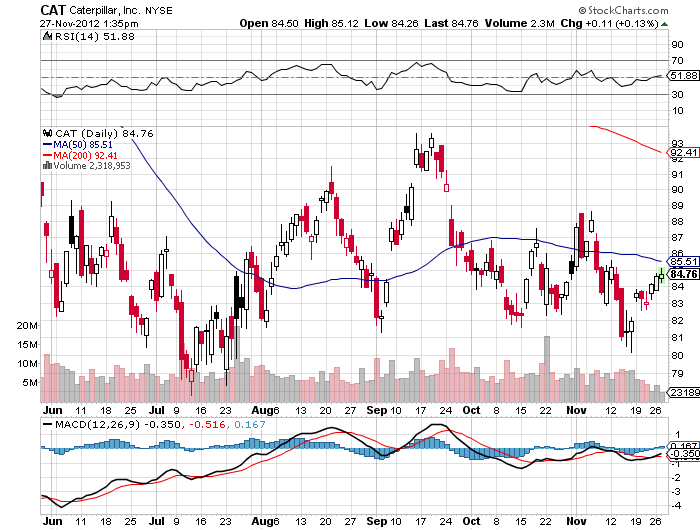 CAT Caterpillar, Inc. NYSE © StockCharts.com
27-Nov-2012 1:35pm Open 84.50 High 85.12 Low 84.26 Last 84.76 Volume 2.3M Chg +0.11 (+0.13%)
RSI(14) 51.88
90
70
51.88
30
10
CAT (Daily) 84.76
MA(50) 85.51
MA(200) 92.41
Volume 2,318,953
93
92.41
91
90
89
88
87
86
85.51
84.76
84
83
82
81
80
79
20M
15M
10M
5M
23189
Jun 11 18 25 Jul 9 16 23 Aug 6 13 20 27 Sep 10 17 24 Oct 8 15 22 Nov 5 12 19 26
MACD(12,26,9) -0.350, -0.516, 0.167
0.167
-0.350
-1
-2
-3
-4
Jun 11 18 25 Jul 9 16 23 Aug 6 13 20 27 Sep 10 17 24 Oct 8 15 22 Nov 5 12 19 26